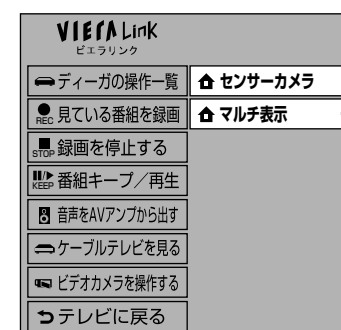 VIERA Link
ビエラリンク
ディーガの操作一覧
センサーカメラ
REC 見ている番組を録画
マルチ表示
STOP 録画を停止する
KEEP 番組キープ／再生
音声をAVアンプから出す
ケーブルテレビを見る
ビデオカメラを操作する
テレビに戻る